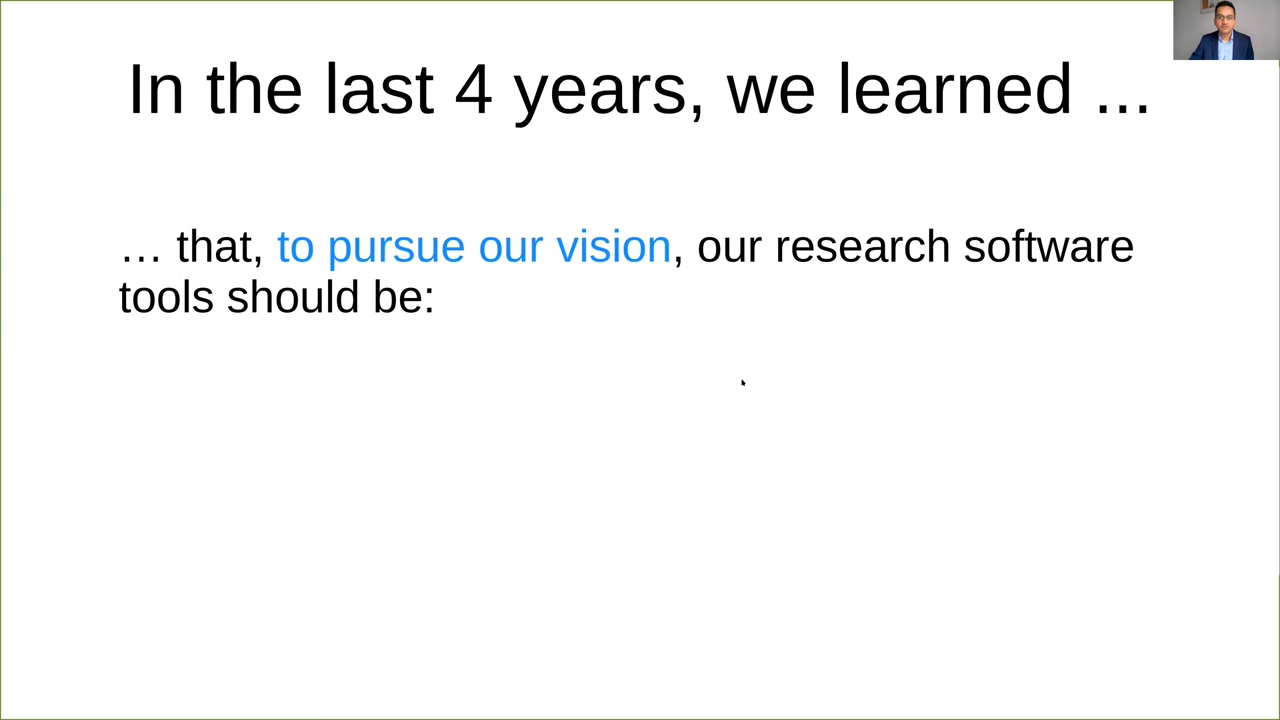 In the last 4 years, we learned ...
… that, to pursue our vision, our research software
tools should be: